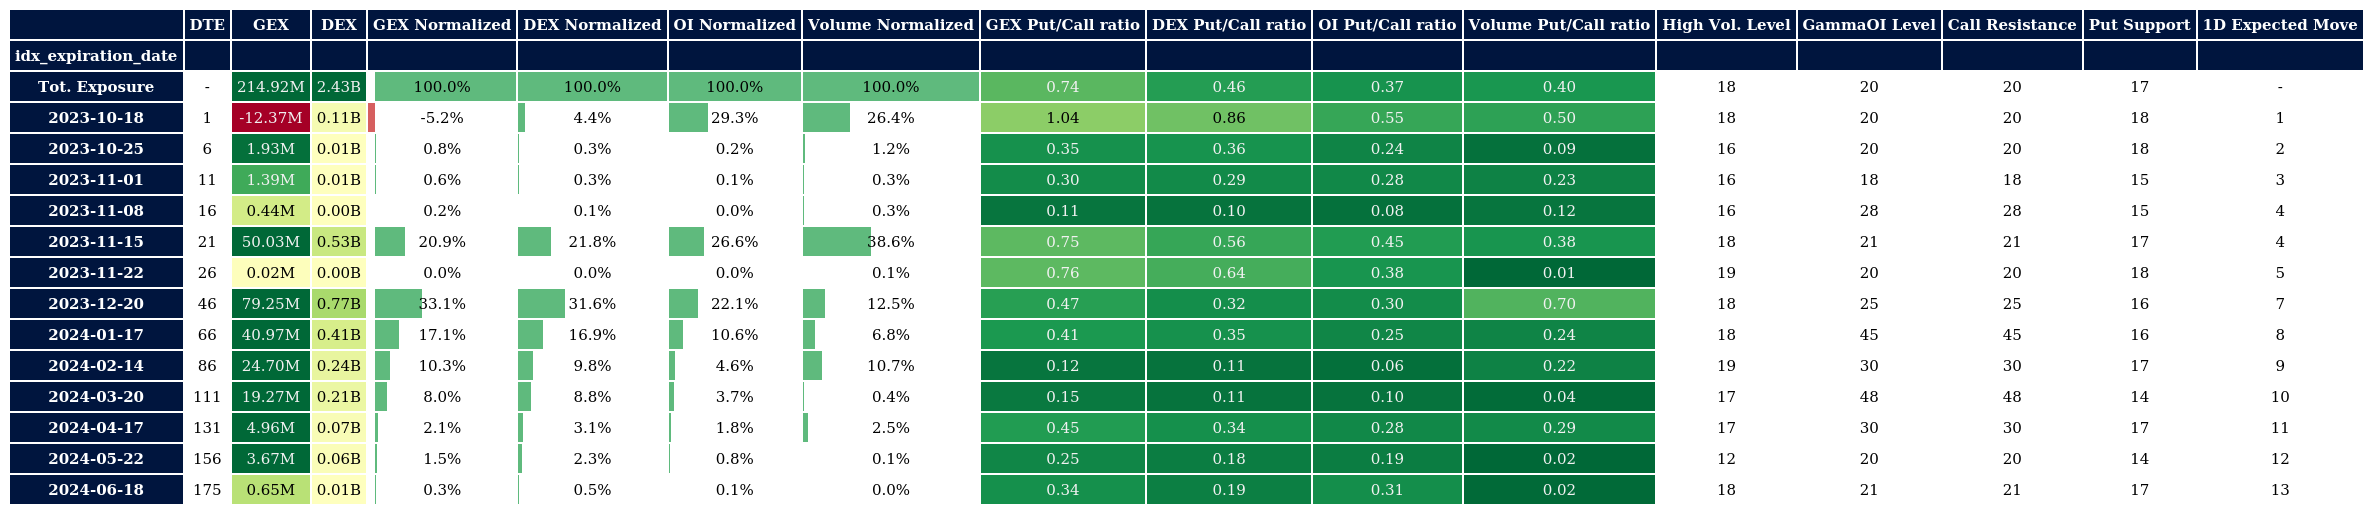 DTE GEX DEX GEX Normalized DEX Normalized OI Normalized Volume Normalized GEX Put/Call ratio DEX Put/Call ratio OI Put/Call ratio Volume Put/Call ratio High Vol. Level GammaOI Level Call Resistance Put Support 1D Expected Move
idx_expiration_date
Tot. Exposure - 214.92M 2.43B 100.0% 100.0% 100.0% 100.0% 0.74 0.46 0.37 0.40 18 20 20 17 -
2023-10-18 1 -12.37M 0.11B -5.2% 4.4% 29.3% 26.4% 1.04 0.86 0.55 0.50 18 20 20 18 1
2023-10-25 6 1.93M 0.01B 0.8% 0.3% 0.2% 1.2% 0.35 0.36 0.24 0.09 16 20 20 18 2
2023-11-01 11 1.39M 0.01B 0.6% 0.3% 0.1% 0.3% 0.30 0.29 0.28 0.23 16 18 18 15 3
2023-11-08 16 0.44M 0.00B 0.2% 0.1% 0.0% 0.3% 0.11 0.10 0.08 0.12 16 28 28 15 4
2023-11-15 21 50.03M 0.53B 20.9% 21.8% 26.6% 38.6% 0.75 0.56 0.45 0.38 18 21 21 17 4
2023-11-22 26 0.02M 0.00B 0.0% 0.0% 0.0% 0.1% 0.76 0.64 0.38 0.01 19 20 20 18 5
2023-12-20 46 79.25M 0.77B 33.1% 31.6% 22.1% 12.5% 0.47 0.32 0.30 0.70 18 25 25 16 7
2024-01-17 66 40.97M 0.41B 17.1% 16.9% 10.6% 6.8% 0.41 0.35 0.25 0.24 18 45 45 16 8
2024-02-14 86 24.70M 0.24B 10.3% 9.8% 4.6% 10.7% 0.12 0.11 0.06 0.22 19 30 30 17 9
2024-03-20 111 19.27M 0.21B 8.0% 8.8% 3.7% 0.4% 0.15 0.11 0.10 0.04 17 48 48 14 10
2024-04-17 131 4.96M 0.07B 2.1% 3.1% 1.8% 2.5% 0.45 0.34 0.28 0.29 17 30 30 17 11
2024-05-22 156 3.67M 0.06B 1.5% 2.3% 0.8% 0.1% 0.25 0.18 0.19 0.02 12 20 20 14 12
2024-06-18 175 0.65M 0.01B 0.3% 0.5% 0.1% 0.0% 0.34 0.19 0.31 0.02 18 21 21 17 13